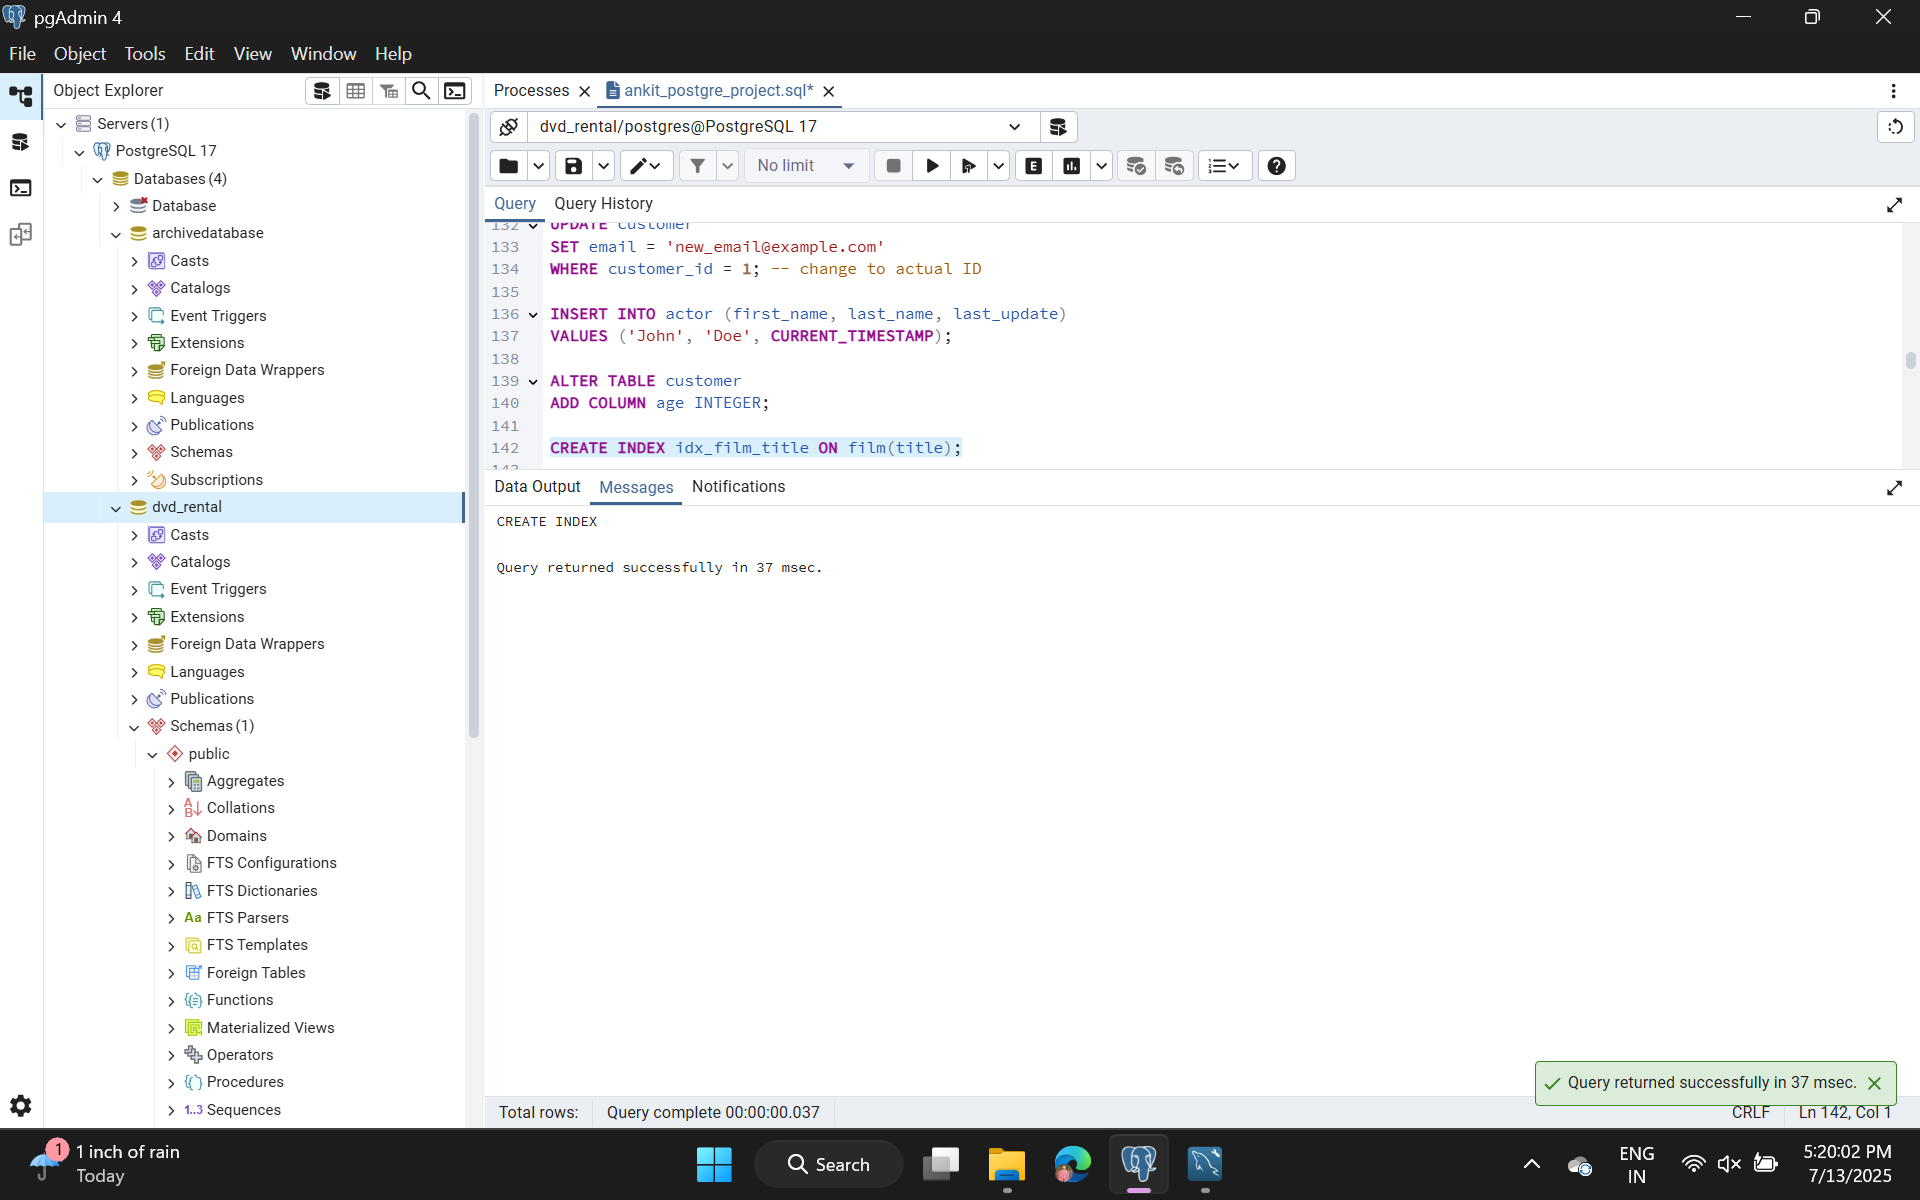 pgAdmin 4
File Object Tools Edit View Window Help
Object Explorer
Servers (1)
PostgreSQL 17
Databases (4)
Database
archivedatabase
Casts
Catalogs
Event Triggers
Extensions
Foreign Data Wrappers
Languages
Publications
Schemas
Subscriptions
dvd_rental
Casts
Catalogs
Event Triggers
Extensions
Foreign Data Wrappers
Languages
Publications
Schemas (1)
public
Aggregates
Collations
Domains
FTS Configurations
FTS Dictionaries
Aa FTS Parsers
FTS Templates
Foreign Tables
Functions
Materialized Views
Operators
Procedures
1..3 Sequences
Processes ankit_postgre_project.sql*
dvd_rental/postgres@PostgreSQL 17
No limit E
Query Query History
132 UPDATE customer
133 SET email = 'new_email@example.com'
134 WHERE customer_id = 1; -- change to actual ID
135
136 INSERT INTO actor (first_name, last_name, last_update)
137 VALUES ('John', 'Doe', CURRENT_TIMESTAMP);
138
139 ALTER TABLE customer
140 ADD COLUMN age INTEGER;
141
142 CREATE INDEX idx_film_title ON film(title);
143
Data Output Messages Notifications
CREATE INDEX
Query returned successfully in 37 msec.
Query returned successfully in 37 msec.
Total rows: Query complete 00:00:00.037 CRLF Ln 142, Col 1
1
1 inch of rain
Today
Search
ENG
IN
5:20:02 PM
7/13/2025